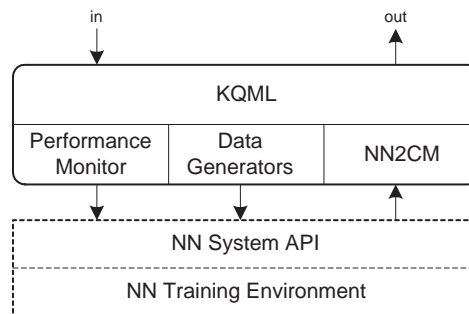 in out
KQML
Performance Monitor
Data Generators
NN2CM
NN System API
NN Training Environment